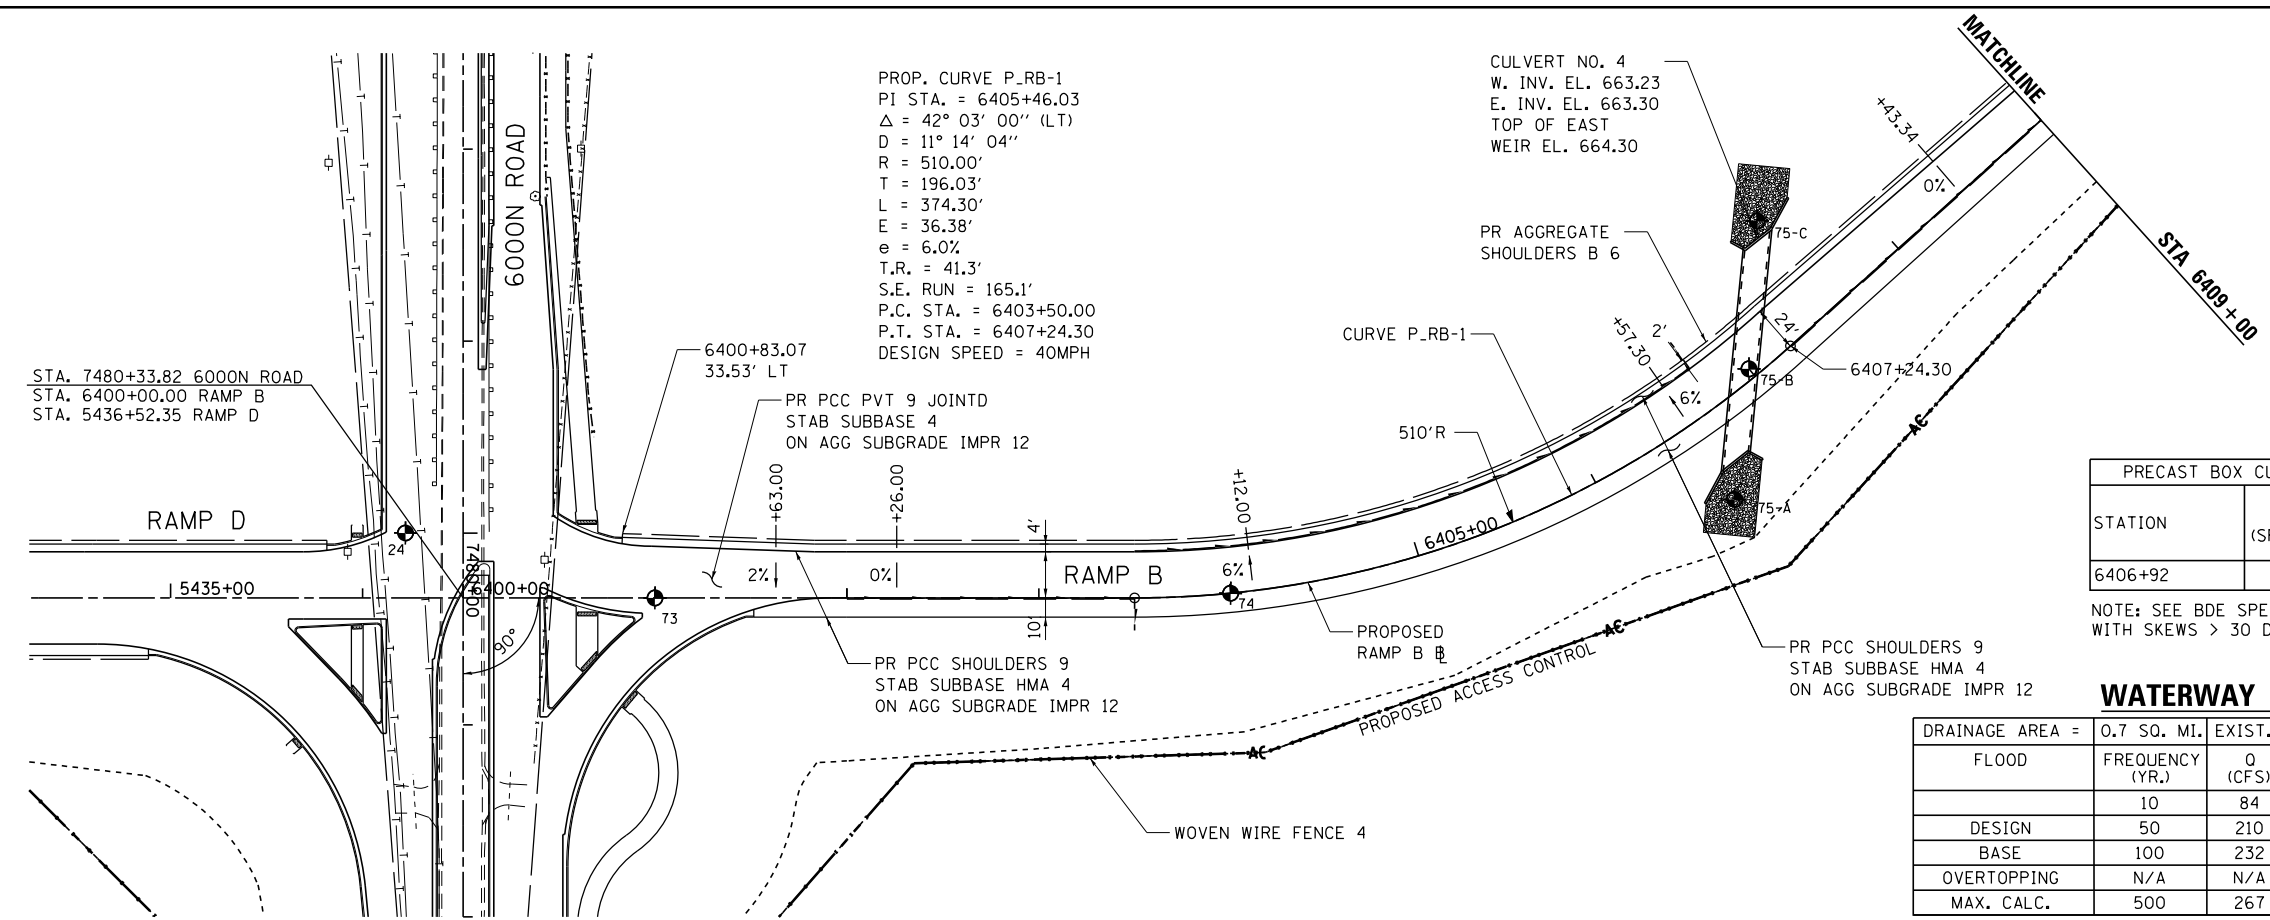 PROP. CURVE P_RB-1
PI STA. = 6405+46.03
Δ = 42° 03' 00'' (LT)
D = 11° 14' 04''
R = 510.00'
T = 196.03'
L = 374.30'
E = 36.38'
e = 6.0%
T.R. = 41.3'
S.E. RUN = 165.1'
P.C. STA. = 6403+50.00
P.T. STA. = 6407+24.30
DESIGN SPEED = 40MPH
CULVERT NO. 4
W. INV. EL. 663.23
E. INV. EL. 663.30
TOP OF EAST
WEIR EL. 664.30
MATCHLINE
STA 6409+00
+43.34
0%
6000N ROAD
PR AGGREGATE
SHOULDERS B 6
75-C
CURVE P_RB-1
+57.30
2'
24'
6%
75-B
6407+24.30
6400+83.07
33.53' LT
STA. 7480+33.82 6000N ROAD
STA. 6400+00.00 RAMP B
STA. 5436+52.35 RAMP D
PR PCC PVT 9 JOINTD
STAB SUBBASE 4
ON AGG SUBGRADE IMPR 12
510'R
+63.00
+26.00
+12.00
4'
2%
0%
6%
RAMP D
24
7480+00
RAMP B
6405+00
75-A
AC
5435+00
6400+00
73
74
90°
10'
PROPOSED
RAMP B ℄
PROPOSED ACCESS CONTROL
AC
AC
PR PCC SHOULDERS 9
STAB SUBBASE HMA 4
ON AGG SUBGRADE IMPR 12
PR PCC SHOULDERS 9
STAB SUBBASE HMA 4
ON AGG SUBGRADE IMPR 12
WOVEN WIRE FENCE 4
PRECAST BOX CU
STATION
(SE
6406+92
NOTE: SEE BDE SPE
WITH SKEWS > 30 D
WATERWAY
DRAINAGE AREA = 0.7 SQ. MI. EXIST.
FLOOD FREQUENCY (YR.) Q (CFS)
10 84
DESIGN 50 210
BASE 100 232
OVERTOPPING N/A N/A
MAX. CALC. 500 267